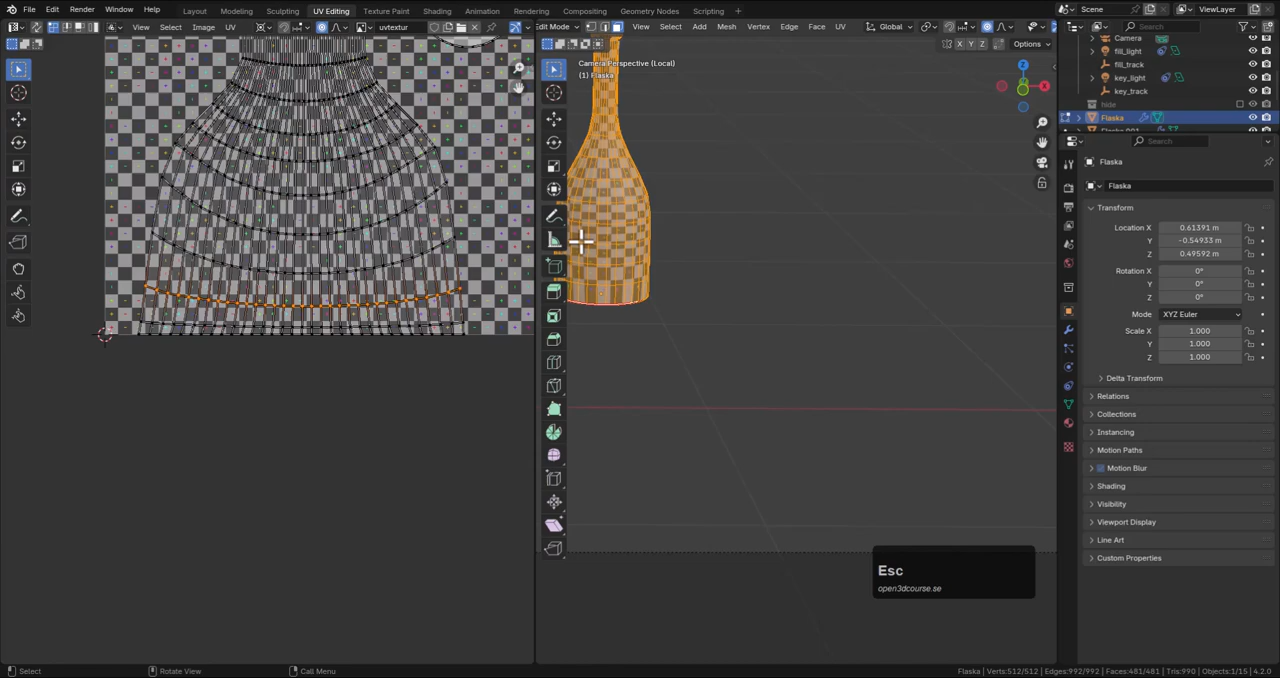 File Edit Render Window Help Layout Modeling Sculpting UV Editing Texture Paint Shading Animation Rendering Compositing Geometry Nodes Scripting + Scene ViewLayer
View Select Image UV uvtextur
Edit Mode View Select Add Mesh Vertex Edge Face UV Global
Search
X Y Z Options
Camera Perspective (Local)
(1) Flaska
Z
X
Camera
fill_light
fill_track
key_light
key_track
hide
Flaska
Flaska.001
Search
Flaska
Flaska
Transform
Location X 0.61391 m
Y -0.54933 m
Z 0.49592 m
Rotation X 0°
Y 0°
Z 0°
Mode XYZ Euler
Scale X 1.000
Y 1.000
Z 1.000
Delta Transform
Relations
Collections
Instancing
Motion Paths
Motion Blur
Shading
Visibility
Viewport Display
Line Art
Custom Properties
Esc
open3dcourse.se
Select Rotate View Call Menu Flaska | Verts:512/512 | Edges:992/992 | Faces:481/481 | Tris:990 | Objects:1/15 | 4.2.0